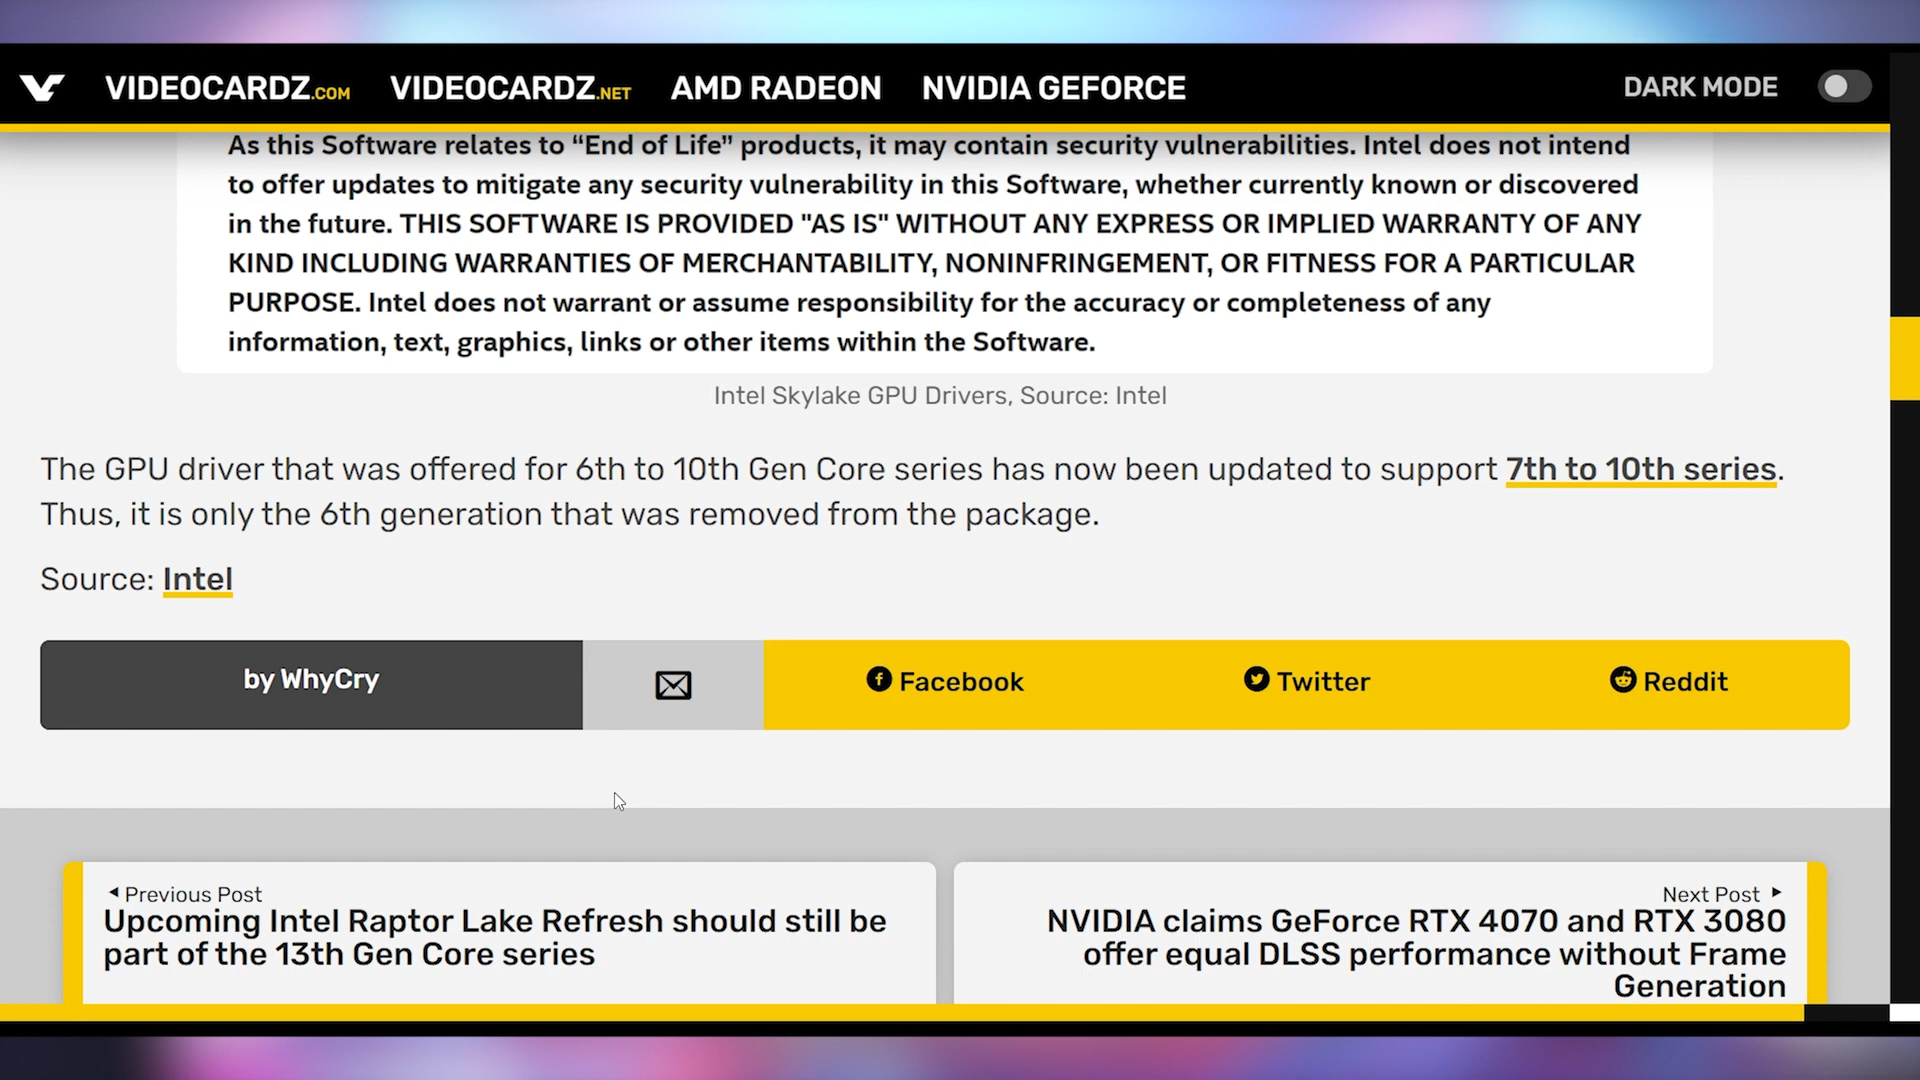 VIDEOCARDZ.COM VIDEOCARDZ.NET AMD RADEON NVIDIA GEFORCE DARK MODE
As this Software relates to “End of Life” products, it may contain security vulnerabilities. Intel does not intend
to offer updates to mitigate any security vulnerability in this Software, whether currently known or discovered
in the future. THIS SOFTWARE IS PROVIDED "AS IS" WITHOUT ANY EXPRESS OR IMPLIED WARRANTY OF ANY
KIND INCLUDING WARRANTIES OF MERCHANTABILITY, NONINFRINGEMENT, OR FITNESS FOR A PARTICULAR
PURPOSE. Intel does not warrant or assume responsibility for the accuracy or completeness of any
information, text, graphics, links or other items within the Software.
Intel Skylake GPU Drivers, Source: Intel
The GPU driver that was offered for 6th to 10th Gen Core series has now been updated to support 7th to 10th series.
Thus, it is only the 6th generation that was removed from the package.
Source: Intel
by WhyCry Facebook Twitter Reddit
Previous Post
Upcoming Intel Raptor Lake Refresh should still be
part of the 13th Gen Core series
Next Post
NVIDIA claims GeForce RTX 4070 and RTX 3080
offer equal DLSS performance without Frame
Generation